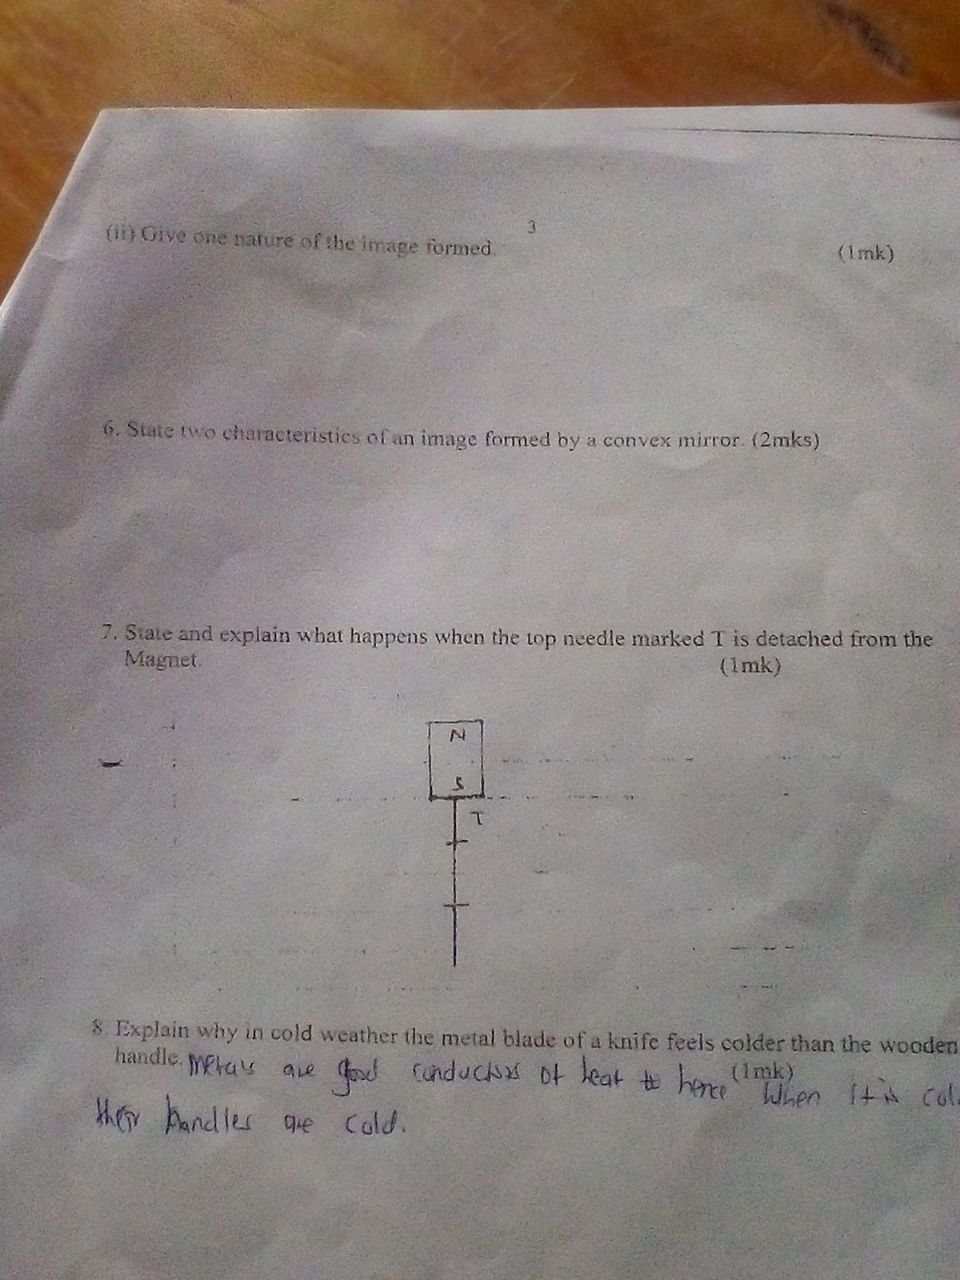 3
(ii) Give one nature of the image formed. (1mk)
6. State two characteristics of an image formed by a convex mirror. (2mks)
7. State and explain what happens when the top needle marked T is detached from the
Magnet. (1mk)
N
S
T
8. Explain why in cold weather the metal blade of a knife feels colder than the wooden
handle. (1mk)
Metals are good conductors of heat hence when it is
their handles are cold.